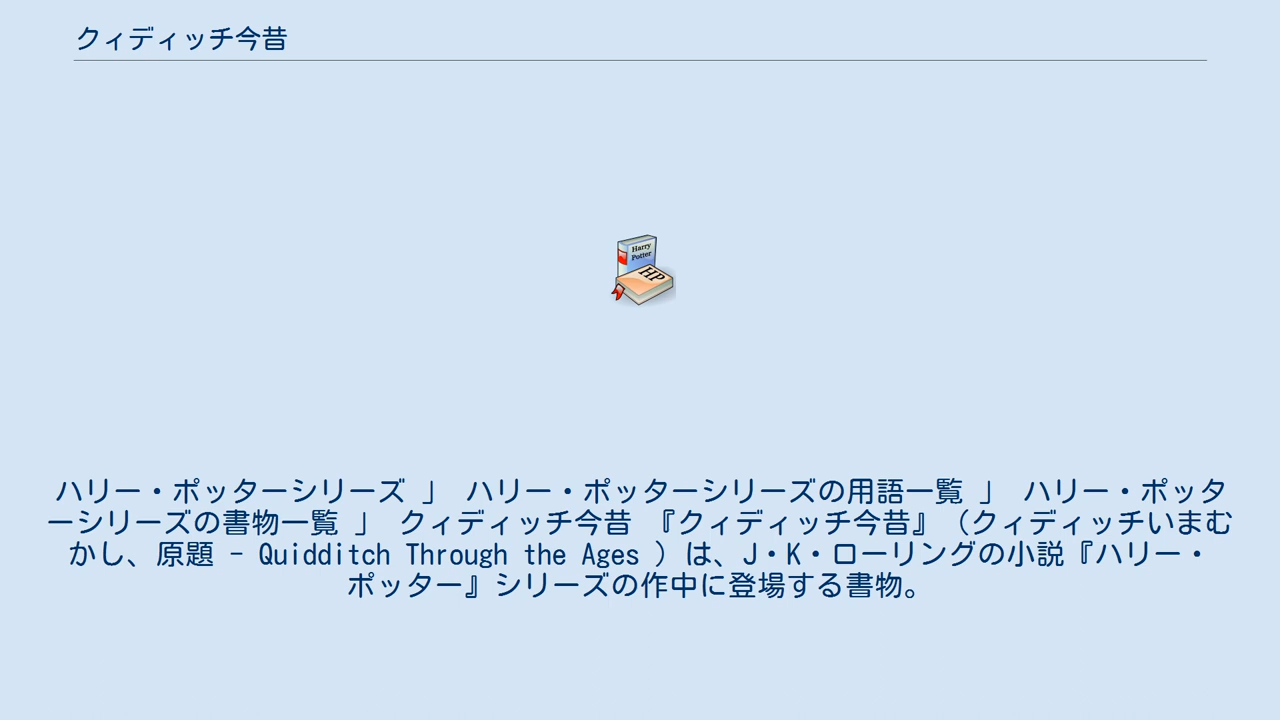 クィディッチ今昔
Harry
Potter
HP
ハリー・ポッターシリーズ 」 ハリー・ポッターシリーズの用語一覧 」 ハリー・ポッタ
ーシリーズの書物一覧 」 クィディッチ今昔 『クィディッチ今昔』（クィディッチいまむ
かし、原題 - Quidditch Through the Ages ）は、J・K・ローリングの小説『ハリー・
ポッター』シリーズの作中に登場する書物。